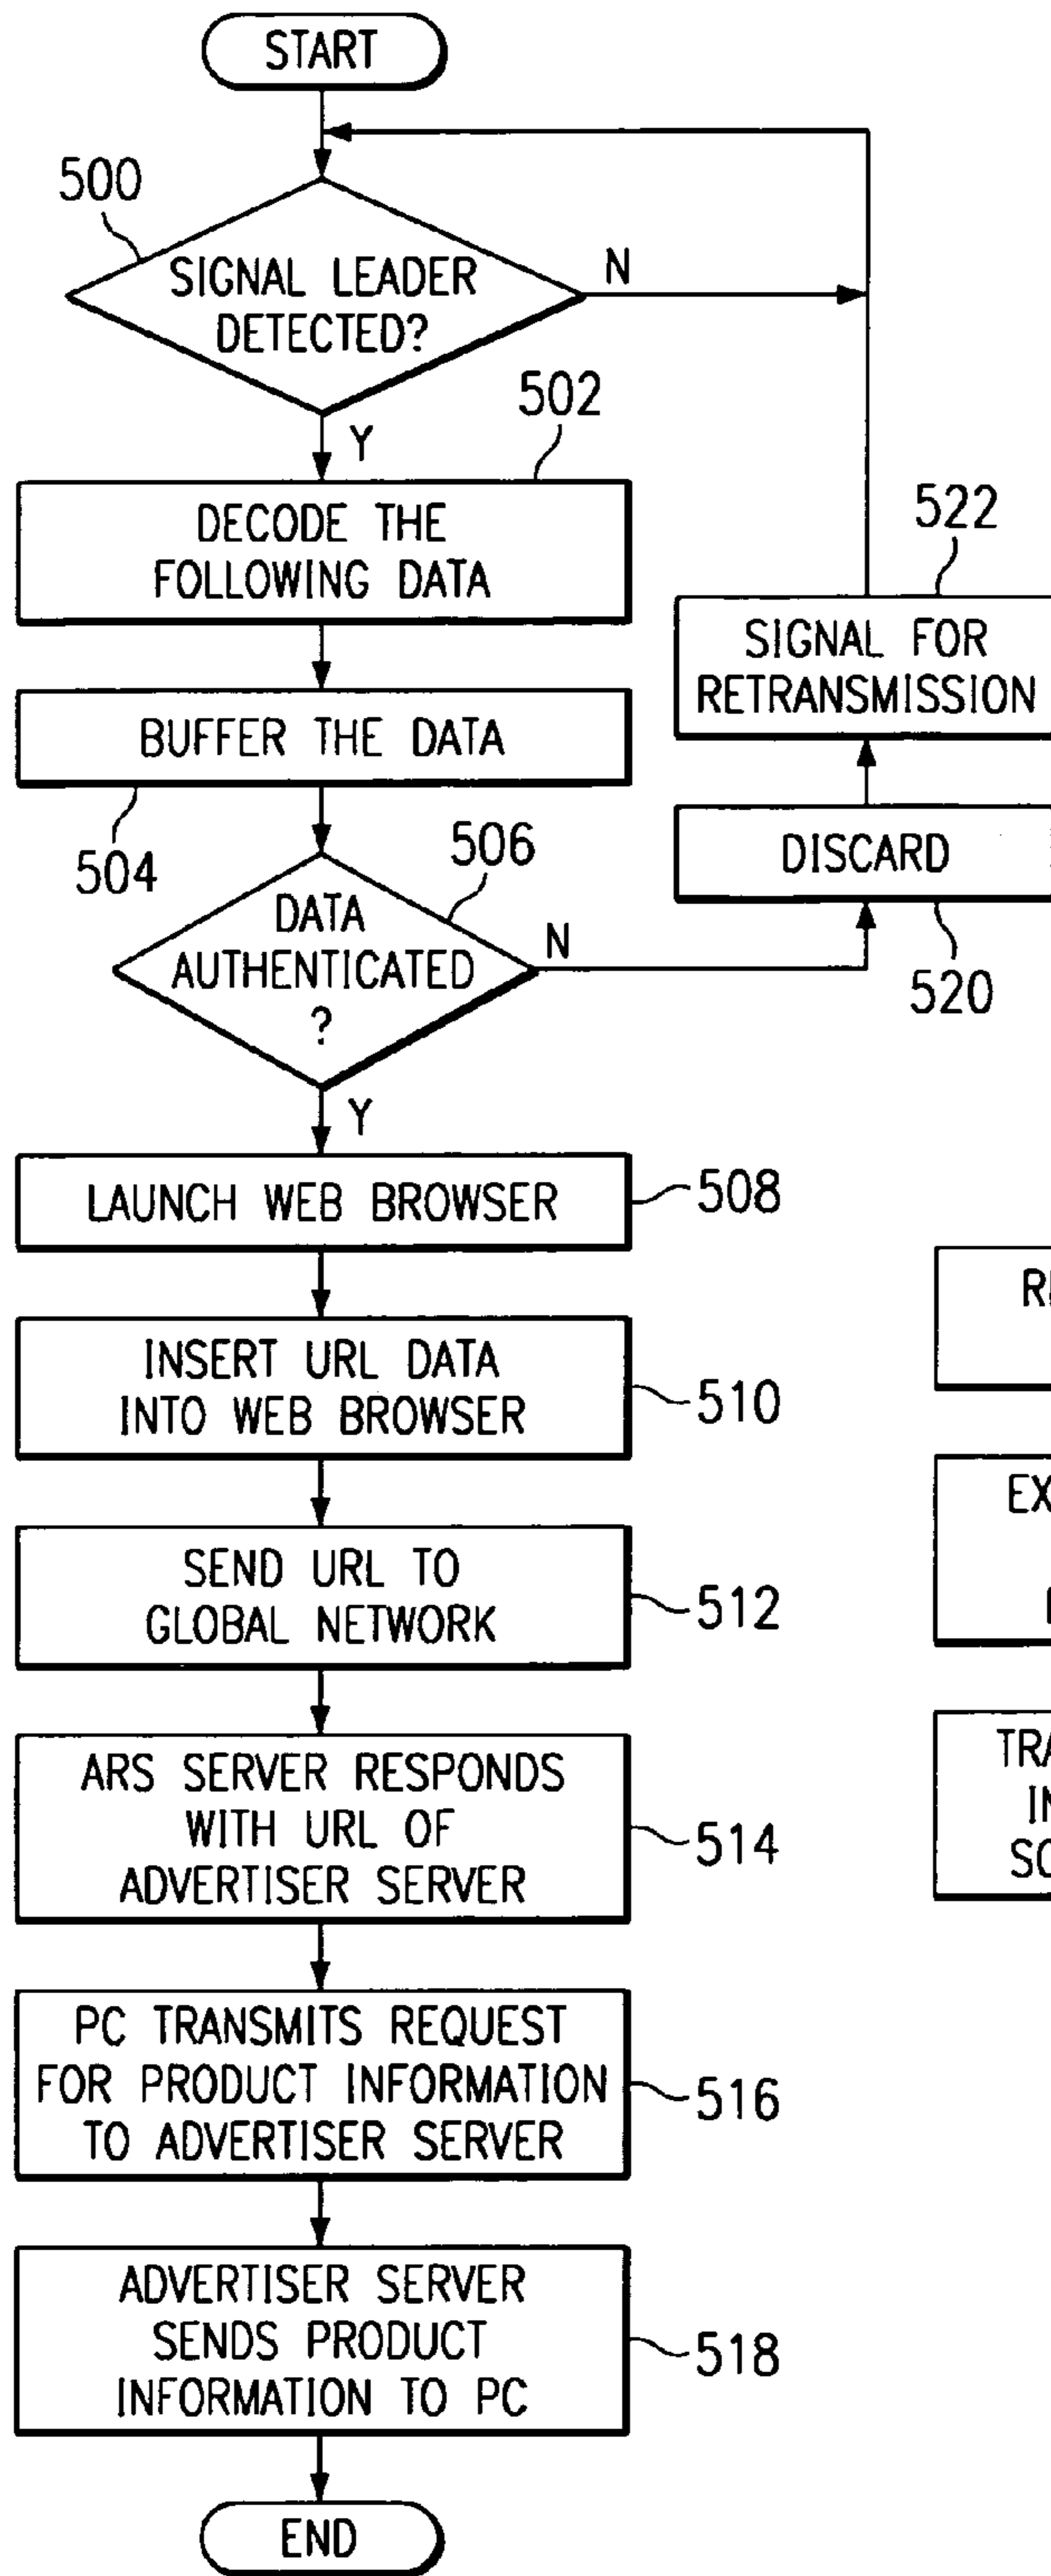 START
500
SIGNAL LEADER
DETECTED?
N
Y
502
DECODE THE
FOLLOWING DATA
522
SIGNAL FOR
RETRANSMISSION
BUFFER THE DATA
504
506
DISCARD
520
DATA
AUTHENTICATED
?
N
Y
LAUNCH WEB BROWSER
508
INSERT URL DATA
INTO WEB BROWSER
510
SEND URL TO
GLOBAL NETWORK
512
ARS SERVER RESPONDS
WITH URL OF
ADVERTISER SERVER
514
PC TRANSMITS REQUEST
FOR PRODUCT INFORMATION
TO ADVERTISER SERVER
516
ADVERTISER SERVER
SENDS PRODUCT
INFORMATION TO PC
518
END